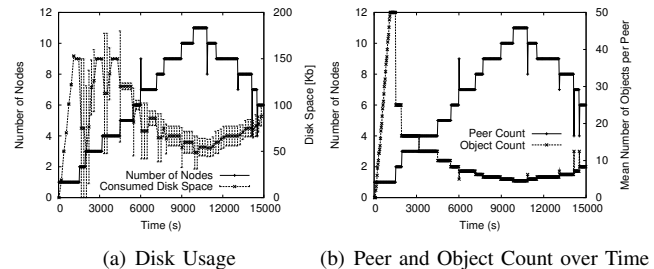 12
10
8
6
4
2
0
Number of Nodes
200
150
100
50
0
Disk Space [Kb]
Number of Nodes
Consumed Disk Space
0 3000 6000 9000 12000 15000
Time (s)
(a) Disk Usage
12
10
8
6
4
2
0
Number of Nodes
50
40
30
20
10
0
Mean Number of Objects per Peer
Peer Count
Object Count
0 3000 6000 9000 12000 15000
Time (s)
(b) Peer and Object Count over Time